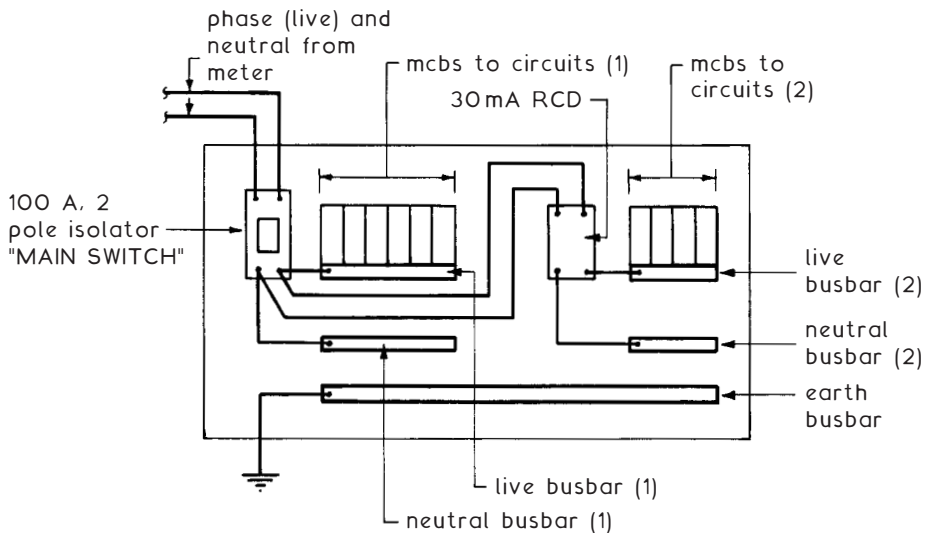 phase (live) and
neutral from
meter
mcbs to circuits (1)
mcbs to
circuits (2)
30mA RCD
100 A, 2
pole isolator
"MAIN SWITCH"
live
busbar (2)
neutral
busbar (2)
earth
busbar
live busbar (1)
neutral busbar (1)